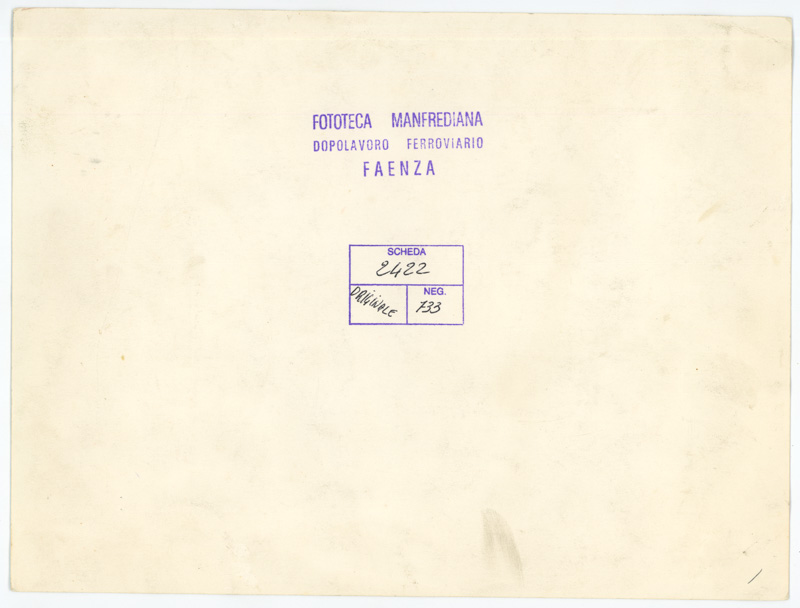 FOTOTECA MANFREDIANA
DOPOLAVORO FERROVIARIO
FAENZA
SCHEDA
2422
ORIGINALE
NEG.
733